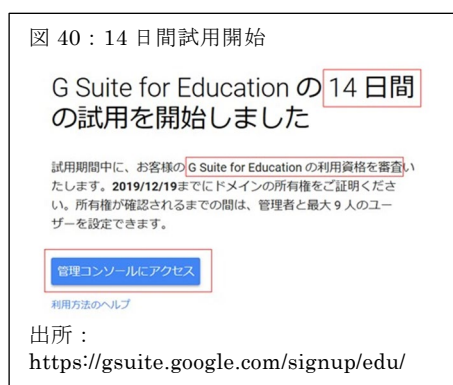 図 40：14 日間試用開始
G Suite for Education の 14 日間
の試用を開始しました
試用期間中に、お客様の G Suite for Education の利用資格を審査い
たします。2019/12/19までにドメインの所有権をご証明くださ
い。所有権が確認されるまでの間は、管理者と最大 9 人のユー
ザーを設定できます。
管理コンソールにアクセス
利用方法のヘルプ
出所：
https://gsuite.google.com/signup/edu/